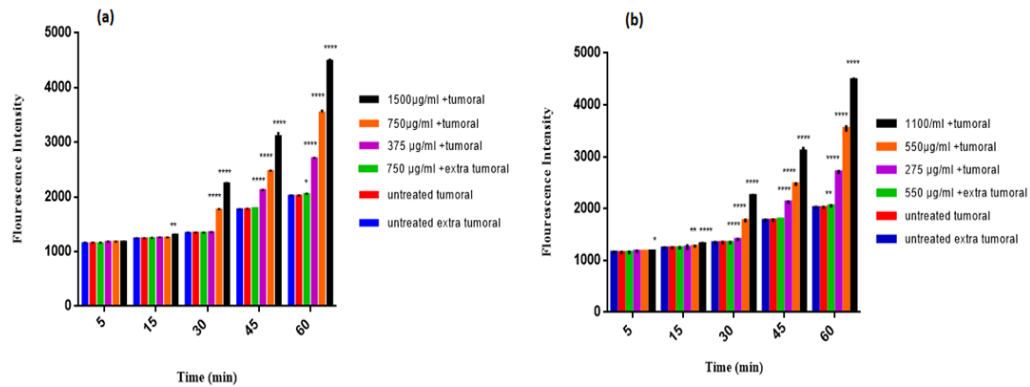 (a)
Flourescence Intensity
5000
4000
3000
2000
1000
0
**
****
****
****
****
****
*
****
****
****
5
15
30
45
60
Time (min)
1500µg/ml +tumoral
750µg/ml +tumoral
375 µg/ml +tumoral
750 µg/ml +extra tumoral
untreated tumoral
untreated extra tumoral
(b)
Flourescence Intensity
5000
4000
3000
2000
1000
0
*
**
****
****
****
****
****
****
****
**
****
****
****
5
15
30
45
60
Time (min)
1100/ml +tumoral
550µg/ml +tumoral
275 µg/ml +tumoral
550 µg/ml +extra tumoral
untreated tumoral
untreated extra tumoral